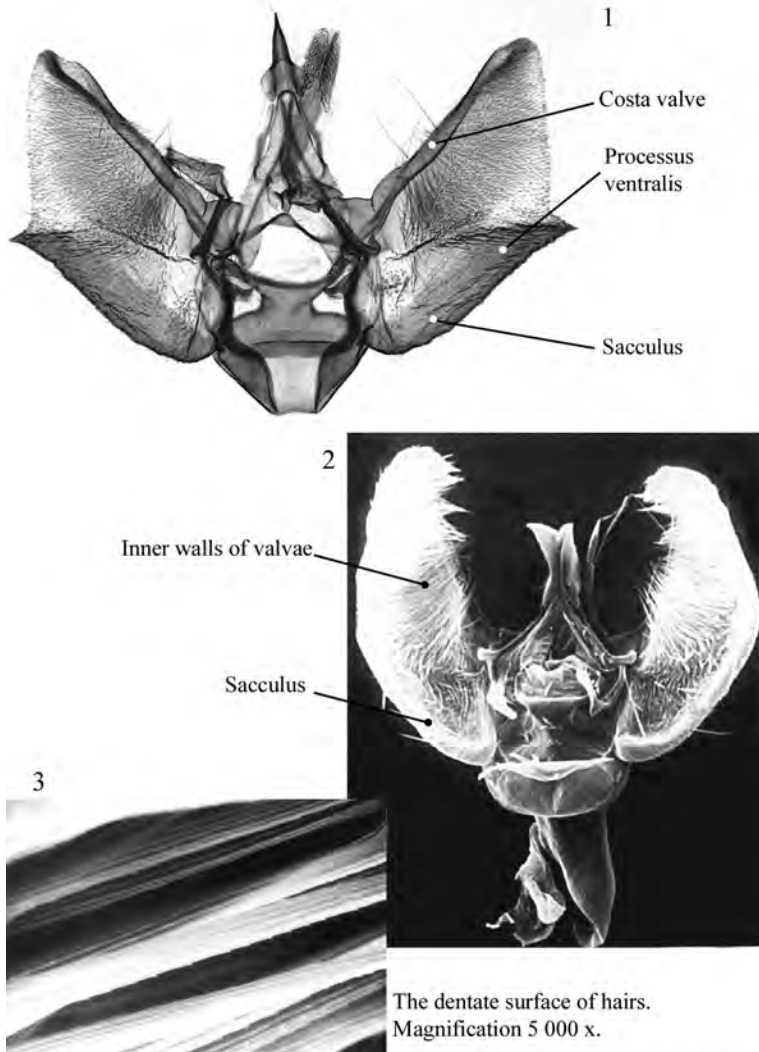 1
Costa valve
Processus
ventralis
Sacculus
2
Inner walls of valvae
Sacculus
3
The dentate surface of hairs.
Magnification 5 000 x.